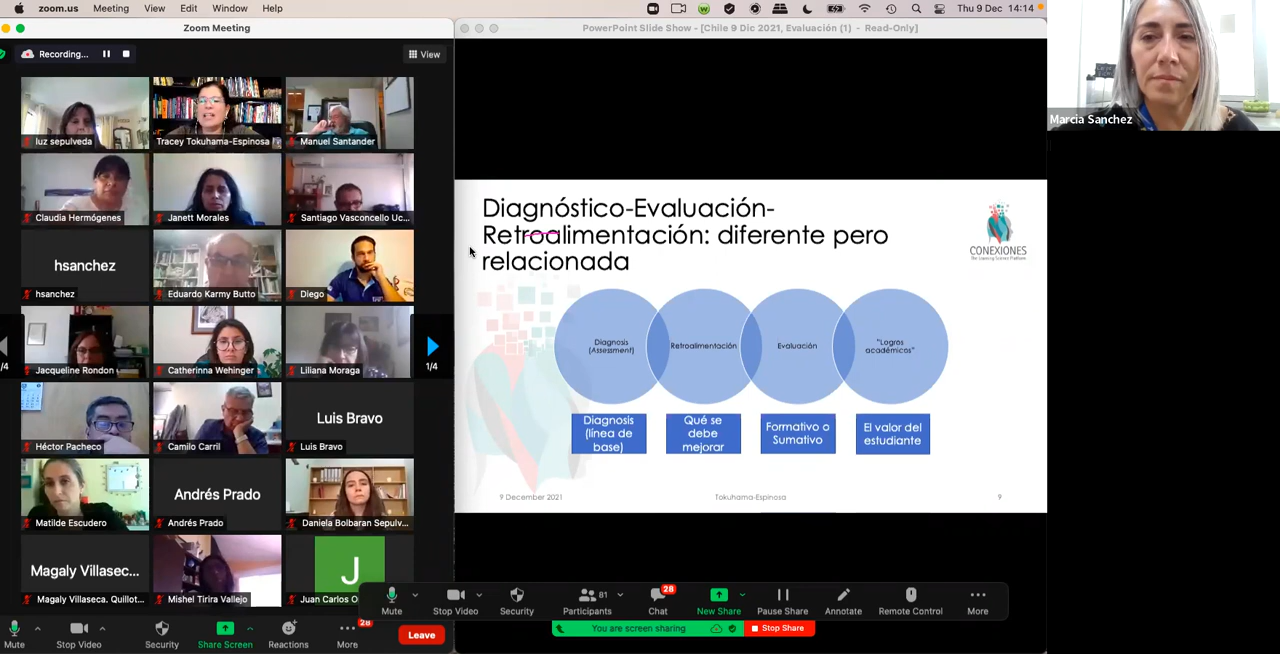 zoom.us Meeting View Edit Window Help
Thu 9 Dec 14:14
Zoom Meeting
PowerPoint Slide Show - [Chile 9 Dic 2021, Evaluación (1) - Read-Only]
Recording...
View
luz sepulveda
Tracey Tokuhama-Espinosa
Manuel Santander
Marcia Sanchez
Claudia Hermógenes
Janett Morales
Santiago Vasconcello Uc...
hsanchez
hsanchez
Eduardo Karmy Butto
Diego
Jacqueline Rondon
Catherinna Wehinger
Liliana Moraga
/4
1/4
Héctor Pacheco
Camilo Carril
Luis Bravo
Luis Bravo
Matilde Escudero
Andrés Prado
Andrés Prado
Daniela Bolbaran Sepulv...
Magaly Villasec...
Magaly Villaseca. Quillot...
Mishel Tirira Vallejo
J
Juan Carlos O
Diagnóstico-Evaluación-
Retroalimentación: diferente pero
relacionada
CONEXIONES
The Learning Science Platform
Diagnosis
(Assessment)
Retroalimentación
Evaluación
"Logros
académicos"
Diagnosis
(línea de
base)
Qué se
debe
mejorar
Formativo o
Sumativo
El valor del
estudiante
9 December 2021
Tokuhama-Espinosa
9
Mute
Stop Video
Security
81
Participants
28
Chat
New Share
Pause Share
Annotate
Remote Control
More
You are screen sharing
Stop Share
Mute
Stop Video
Security
Share Screen
Reactions
28
More
Leave